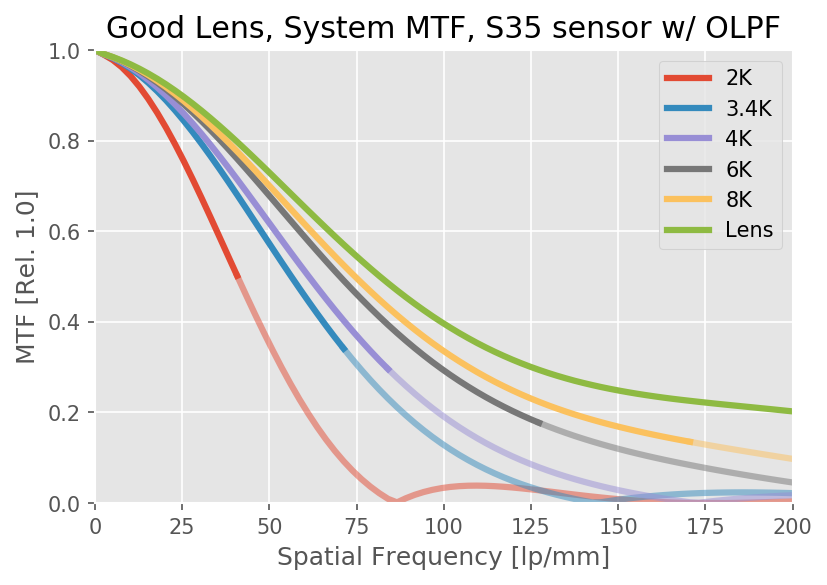 Good Lens, System MTF, S35 sensor w/ OLPF
MTF [Rel. 1.0]
1.0
0.8
0.6
0.4
0.2
0.0
2K
3.4K
4K
6K
8K
Lens
0 25 50 75 100 125 150 175 200
Spatial Frequency [lp/mm]